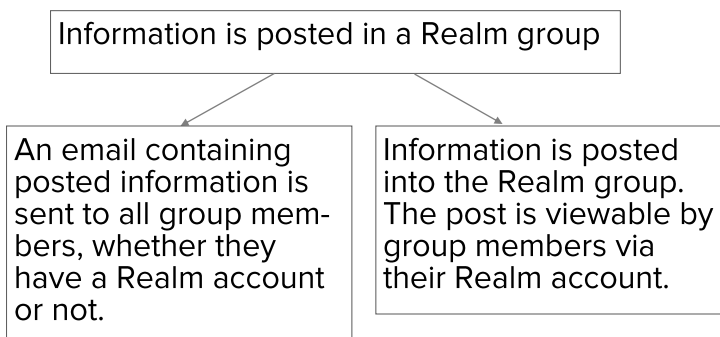 Information is posted in a Realm group
An email containing
posted information is
sent to all group mem-
bers, whether they
have a Realm account
or not.
Information is posted
into the Realm group.
The post is viewable by
group members via
their Realm account.